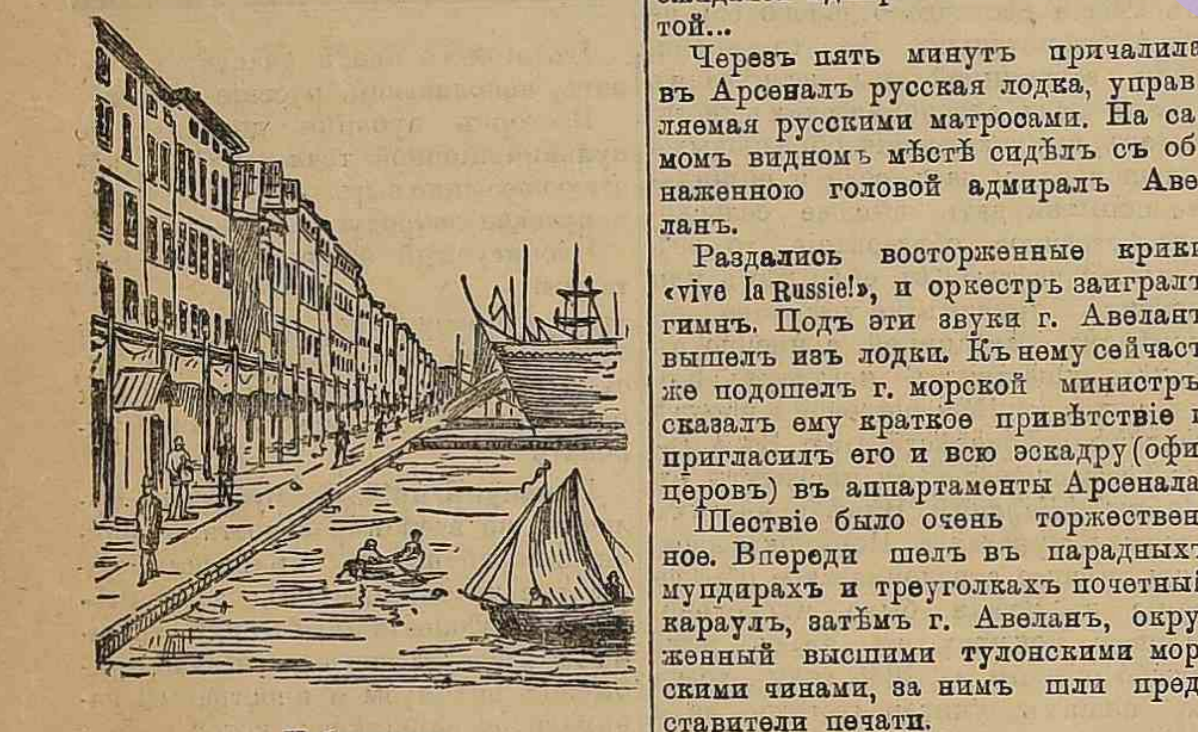 той...
Черезъ пять минутъ причалила
въ Арсеналъ русская лодка, управ
ляемая русскими матросами. На са
момъ видномъ мѣстѣ сидѣлъ съ об
наженною головой адмиралъ Аве
ланъ.
Раздались восторженные крики
«vive la Russie!», и оркестръ заигралъ
гимнъ. Подъ эти звуки г. Авеланъ
вышелъ изъ лодки. Къ нему сейчасъ
же подошелъ г. морской министръ
сказалъ ему краткое привѣтствіе и
пригласилъ его и всю эскадру (офи
церовъ) въ аппартаменты Арсенала
Шествіе было очень торжествен
ное. Впереди шелъ въ парадныхъ
мундирахъ и треуголкахъ почетный
караулъ, затѣмъ г. Авеланъ, окру
женный высшими тулонскими мор
скими чинами, за нимъ шли пред
ставители печати.